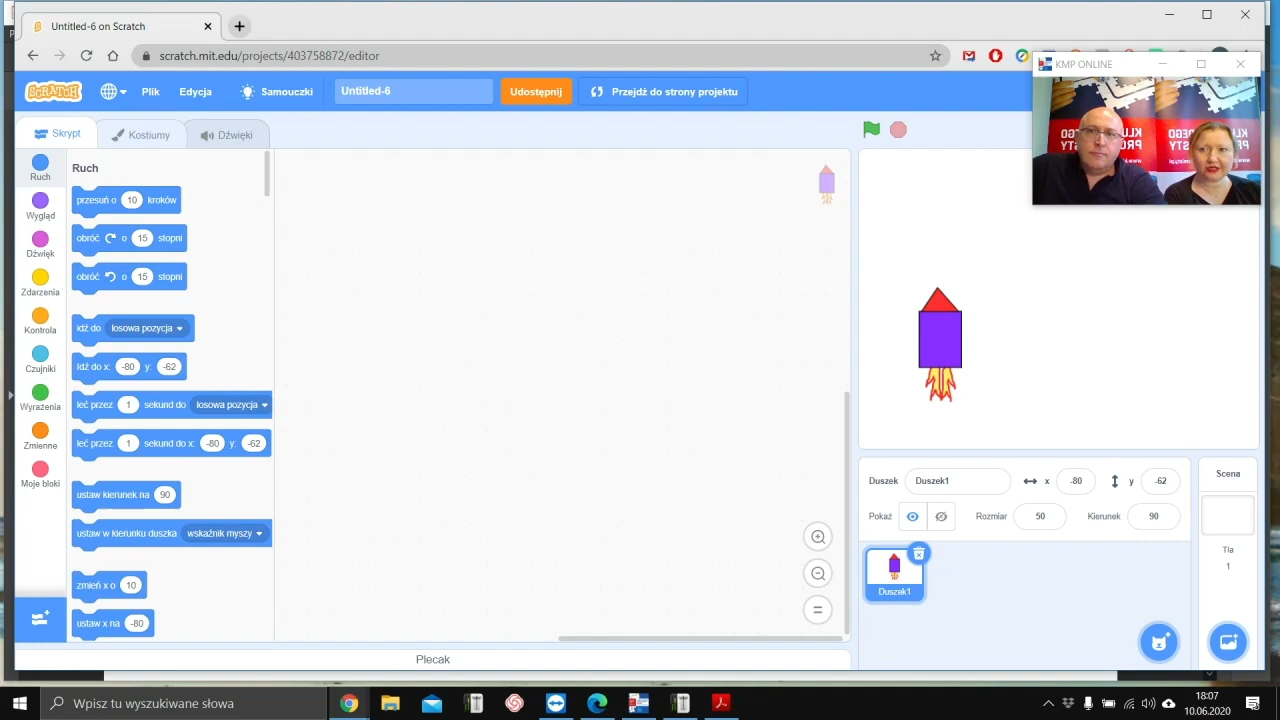 Untitled-6 on Scratch
scratch.mit.edu/projects/403758872/editor
KMP ONLINE
SCRATCH
Plik
Edycja
Samouczki
Untitled-6
Udostępnij
Przejdź do strony projektu
Skrypt
Kostiumy
Dźwięki
Ruch
Wygląd
Dźwięk
Zdarzenia
Kontrola
Czujniki
Wyrażenia
Zmienne
Moje bloki
Ruch
przesuń o 10 kroków
obróć o 15 stopni
obróć o 15 stopni
Idź do losowa pozycja
Idź do x: -80 y: -62
leć przez 1 sekund do losowa pozycja
leć przez 1 sekund do x: -80 y: -62
ustaw kierunek na 90
ustaw w kierunku duszka wskaźnik myszy
zmień x o 10
ustaw x na -80
Plecak
Duszek Duszek1 x -80 y -62
Pokaż Rozmiar 50 Kierunek 90
Duszek1
Scena
Tła
1
Wpisz tu wyszukiwane słowa
18:07
10.06.2020